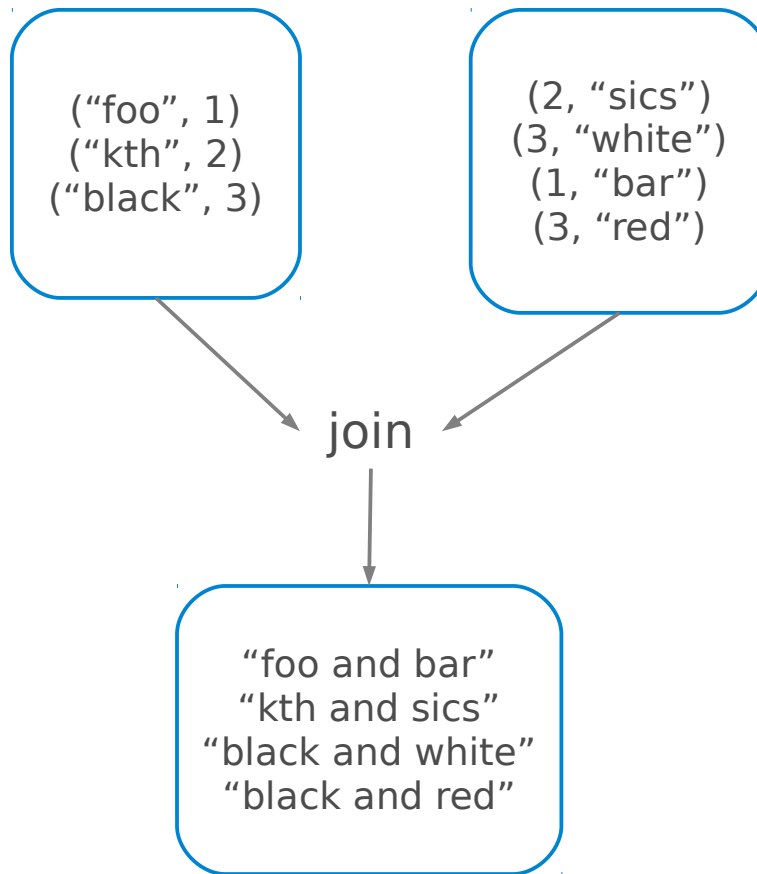 (“foo”, 1)
(“kth”, 2)
(“black”, 3)
(2, “sics”)
(3, “white”)
(1, “bar”)
(3, “red”)
join
“foo and bar”
“kth and sics”
“black and white”
“black and red”